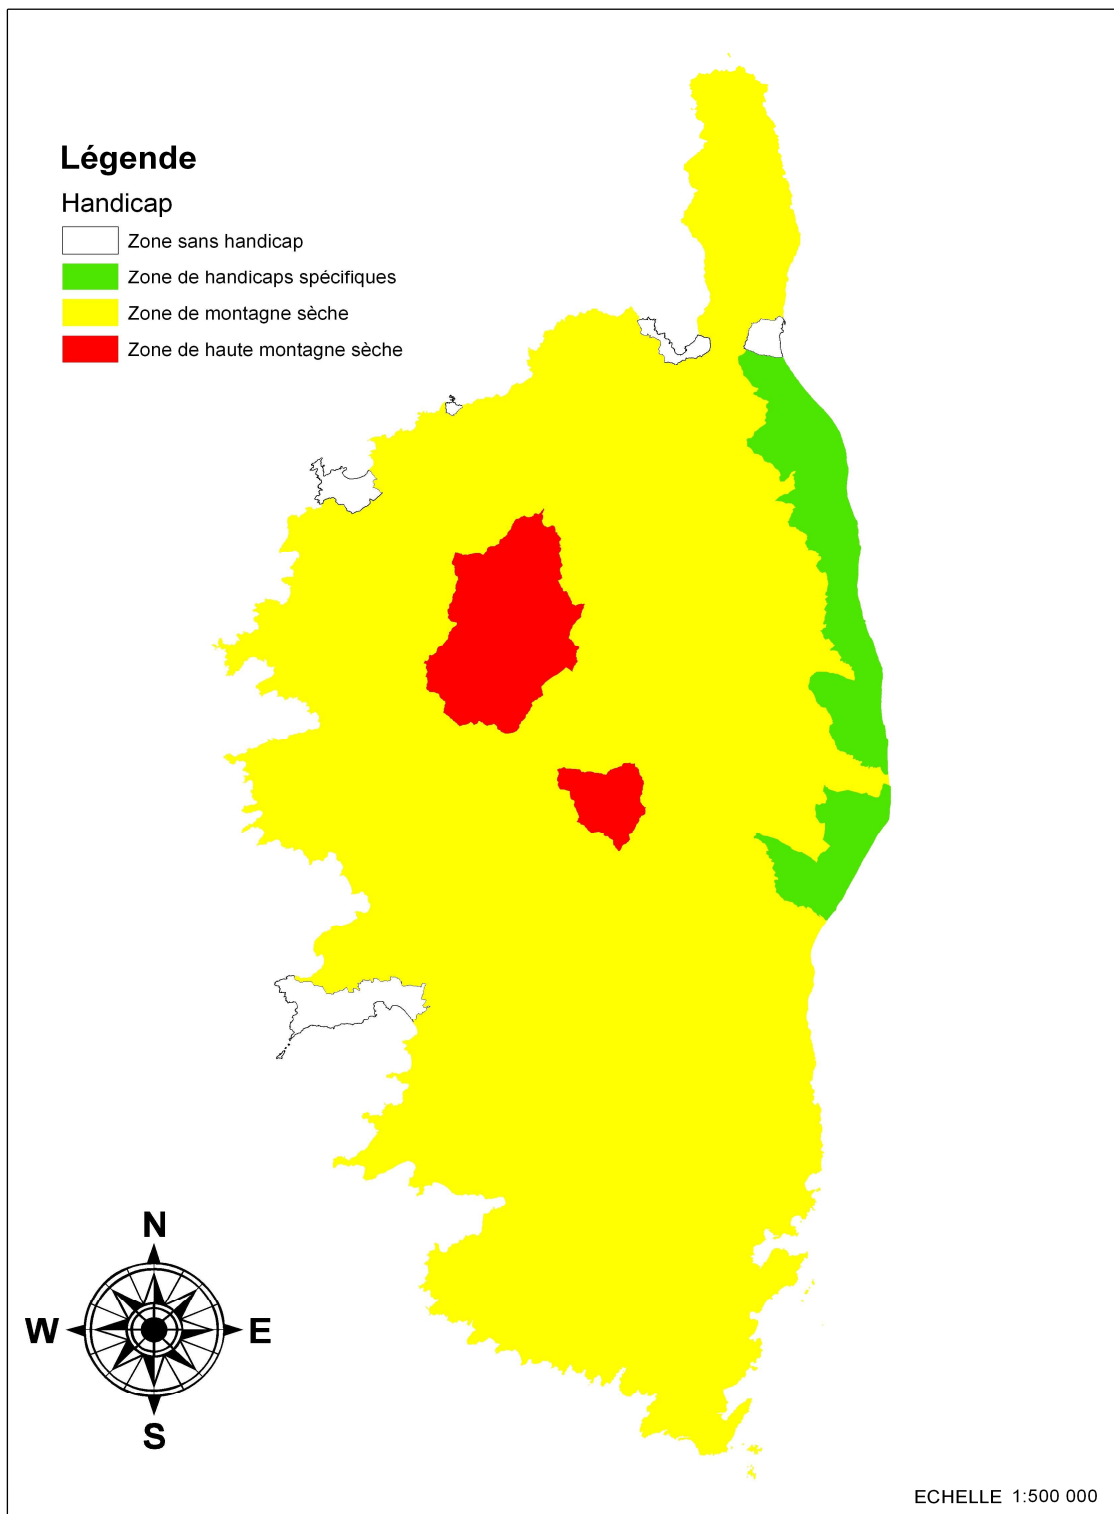 Légende
Handicap
Zone sans handicap
Zone de handicaps spécifiques
Zone de montagne sèche
Zone de haute montagne sèche
N
W
E
S
ECHELLE 1:500 000